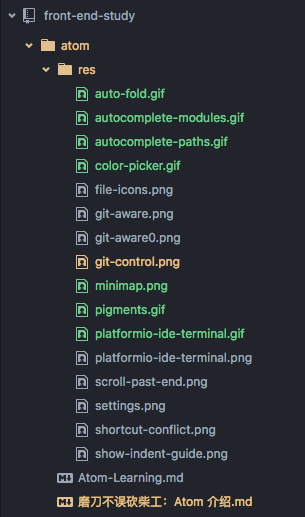 front-end-study
atom
res
auto-fold.gif
autocomplete-modules.gif
autocomplete-paths.gif
color-picker.gif
file-icons.png
git-aware.png
git-aware0.png
git-control.png
minimap.png
pigments.gif
platformio-ide-terminal.gif
platformio-ide-terminal.png
scroll-past-end.png
settings.png
shortcut-conflict.png
show-indent-guide.png
Atom-Learning.md
磨刀不误砍柴工：Atom 介绍.md